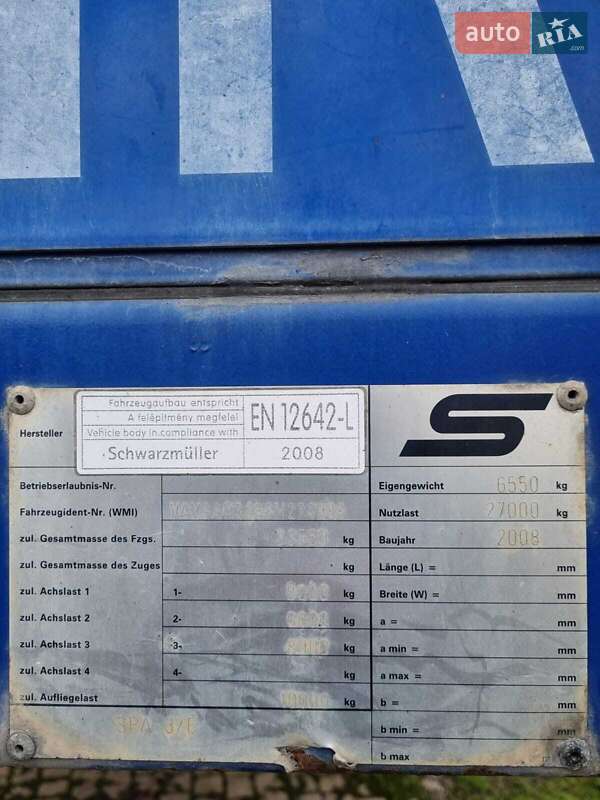 auto RIA .com
Fahrzeugaufbau entspricht
A felépítmény megfelel
Vehicle body in compliance with
EN 12642-L
Schwarzmüller 2008
Hersteller
Betriebserlaubnis-Nr.
Fahrzeugident-Nr. (WMI)
zul. Gesamtmasse des Fzgs. kg
zul. Gesamtmasse des Zuges kg
zul. Achslast 1 1- kg
zul. Achslast 2 2- kg
zul. Achslast 3 3- kg
zul. Achslast 4 4- kg
zul. Aufliegelast kg
SPA 3/E
Eigengewicht 6550 kg
Nutzlast 27000 kg
Baujahr 2008
Länge (L) = mm
Breite (W) = mm
a = mm
a min = mm
a max = mm
b = mm
b min = mm
b max